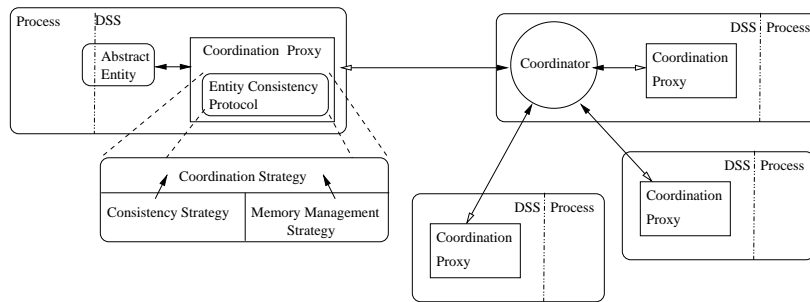 Process
DSS
Abstract
Entity
Coordination Proxy
Entity Consistency
Protocol
Coordination Strategy
Consistency Strategy
Memory Management
Strategy
Coordinator
DSS
Process
Coordination
Proxy
DSS
Process
Coordination
Proxy
DSS
Process
Coordination
Proxy